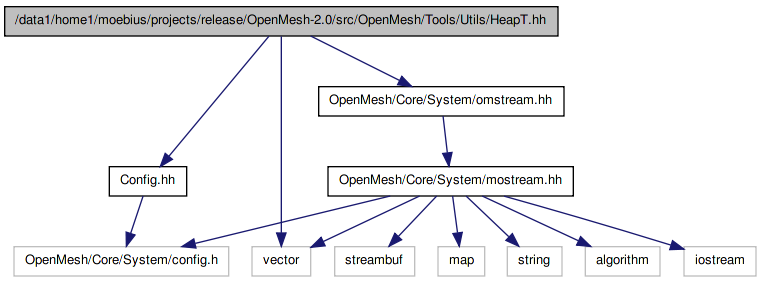 /data1/home1/moebius/projects/release/OpenMesh-2.0/src/OpenMesh/Tools/Utils/HeapT.hh
OpenMesh/Core/System/omstream.hh
Config.hh
OpenMesh/Core/System/mostream.hh
OpenMesh/Core/System/config.h
vector
streambuf
map
string
algorithm
iostream